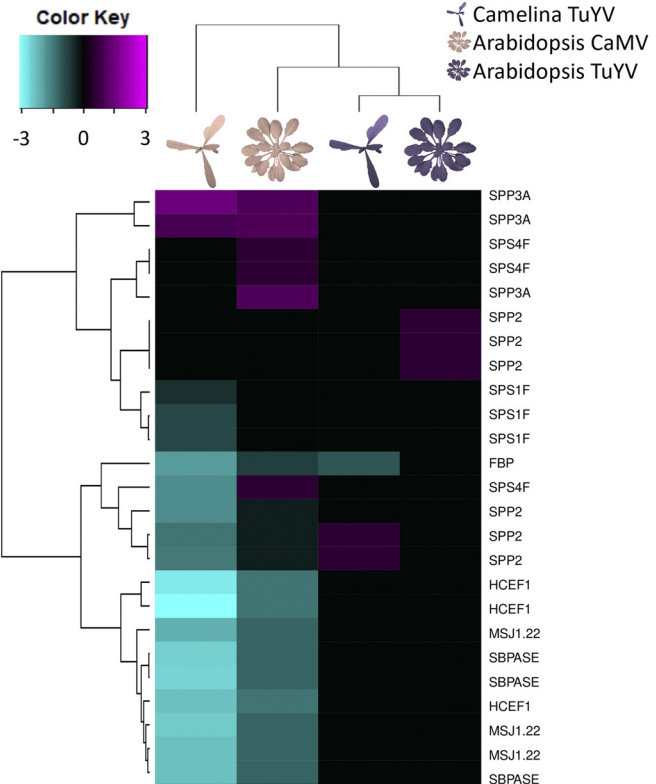 Color Key
-3 0 3
Camelina TuYV
Arabidopsis CaMV
Arabidopsis TuYV
SPP3A
SPP3A
SPS4F
SPS4F
SPP3A
SPP2
SPP2
SPP2
SPS1F
SPS1F
SPS1F
FBP
SPS4F
SPP2
SPP2
SPP2
HCEF1
HCEF1
MSJ1.22
SBPASE
SBPASE
HCEF1
MSJ1.22
MSJ1.22
SBPASE